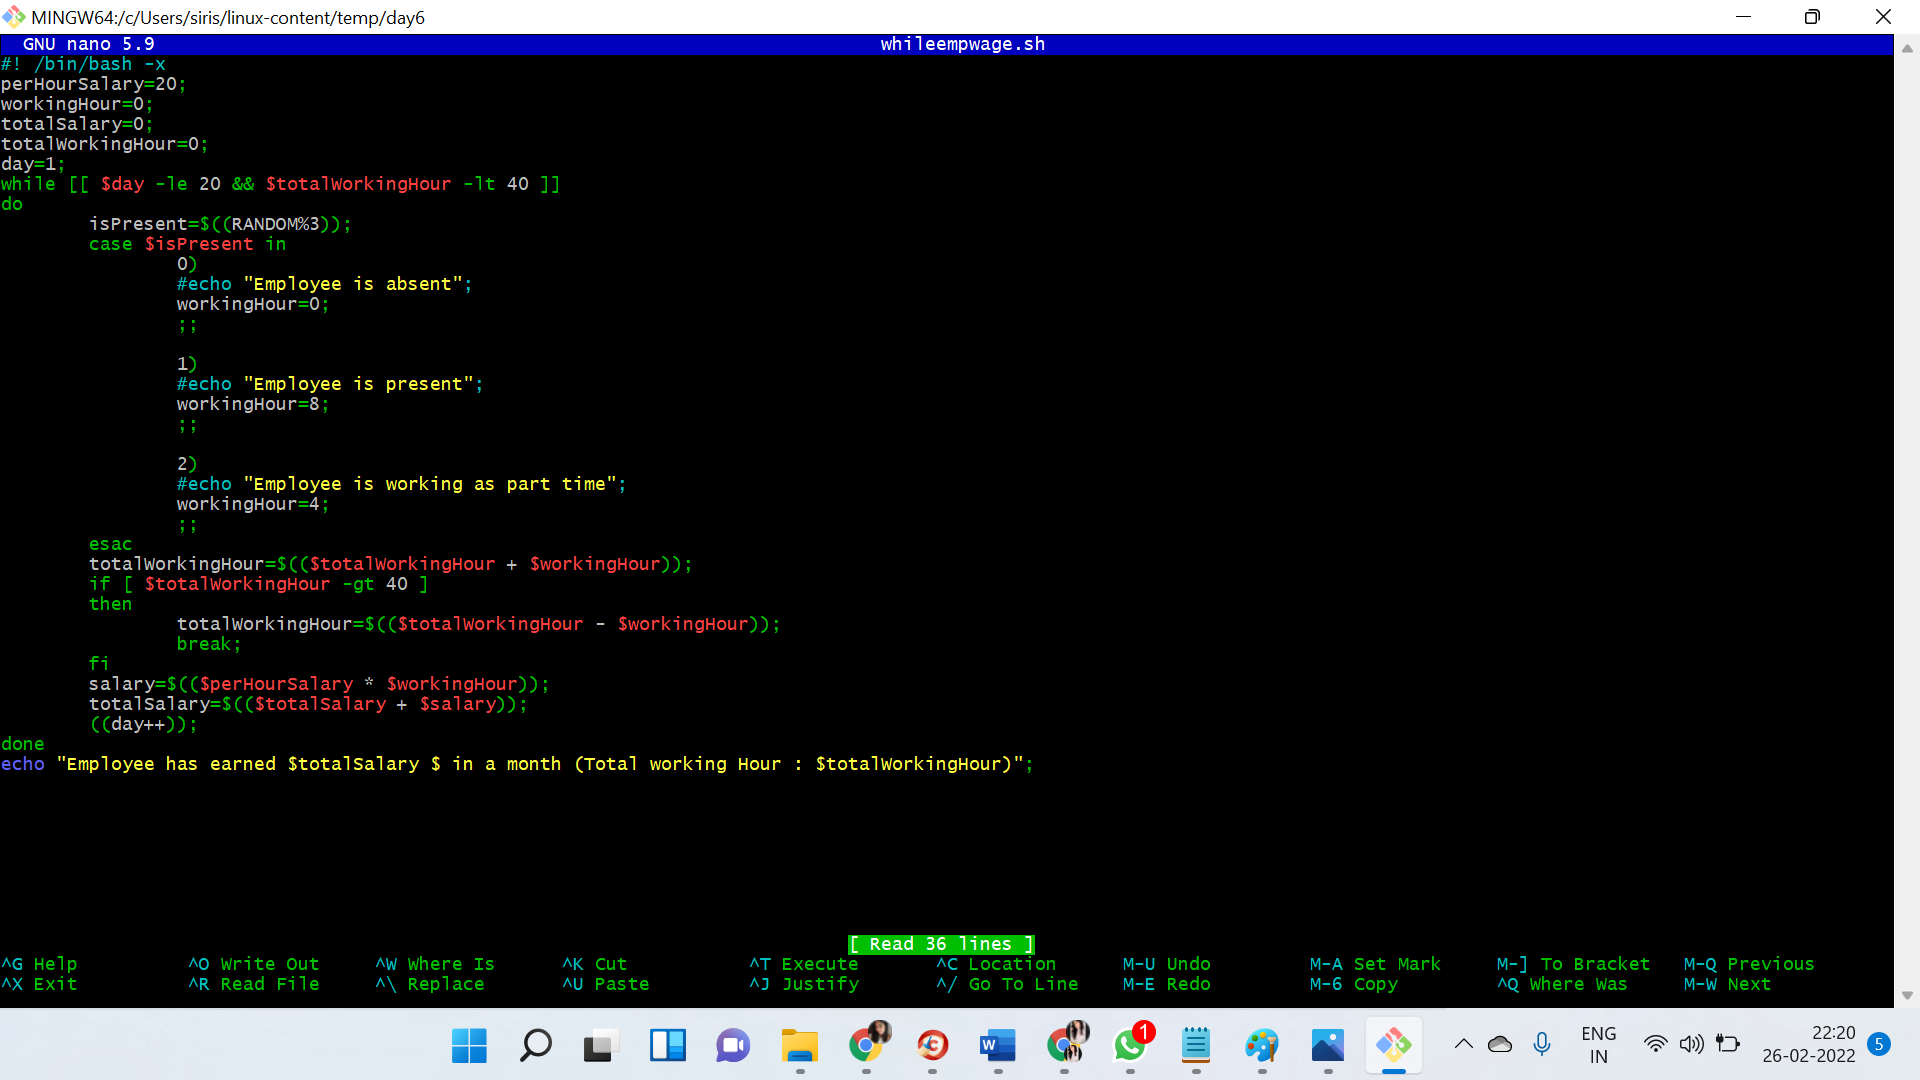 MINGW64:/c/Users/siris/linux-content/temp/day6
GNU nano 5.9 whileempwage.sh
#! /bin/bash -x
perHourSalary=20;
workingHour=0;
totalSalary=0;
totalWorkingHour=0;
day=1;
while [[ $day -le 20 && $totalWorkingHour -lt 40 ]]
do
isPresent=$((RANDOM%3));
case $isPresent in
0)
#echo "Employee is absent";
workingHour=0;
;;
1)
#echo "Employee is present";
workingHour=8;
;;
2)
#echo "Employee is working as part time";
workingHour=4;
;;
esac
totalWorkingHour=$(($totalWorkingHour + $workingHour));
if [ $totalWorkingHour -gt 40 ]
then
totalWorkingHour=$(($totalWorkingHour - $workingHour));
break;
fi
salary=$(($perHourSalary * $workingHour));
totalSalary=$(($totalSalary + $salary));
((day++));
done
echo "Employee has earned $totalSalary $ in a month (Total working Hour : $totalWorkingHour)";
[ Read 36 lines ]
^G Help ^O Write Out ^W Where Is ^K Cut ^T Execute ^C Location M-U Undo M-A Set Mark M-] To Bracket M-Q Previous
^X Exit ^R Read File ^\ Replace ^U Paste ^J Justify ^/ Go To Line M-E Redo M-6 Copy ^Q Where Was M-W Next
W
1
ENG
IN
22:20
26-02-2022
5